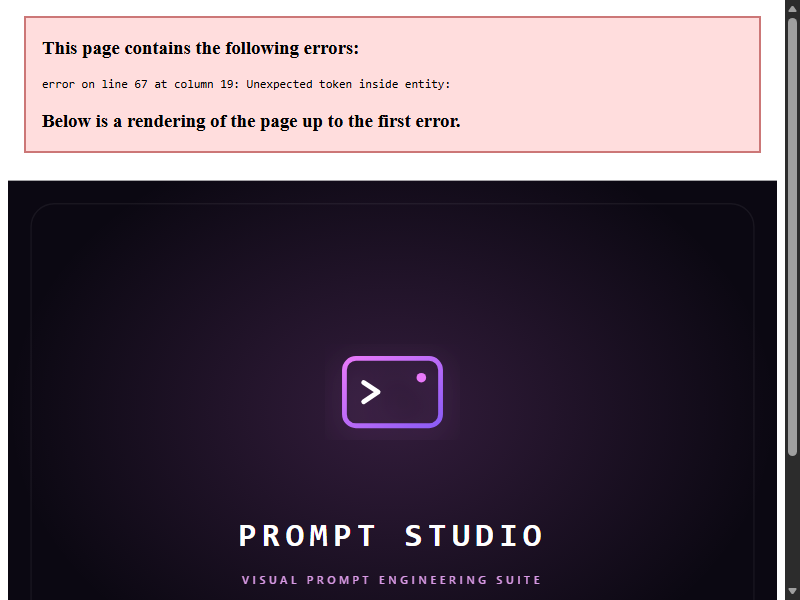 This page contains the following errors:
error on line 67 at column 19: Unexpected token inside entity:
Below is a rendering of the page up to the first error.
PROMPT STUDIO
VISUAL PROMPT ENGINEERING SUITE